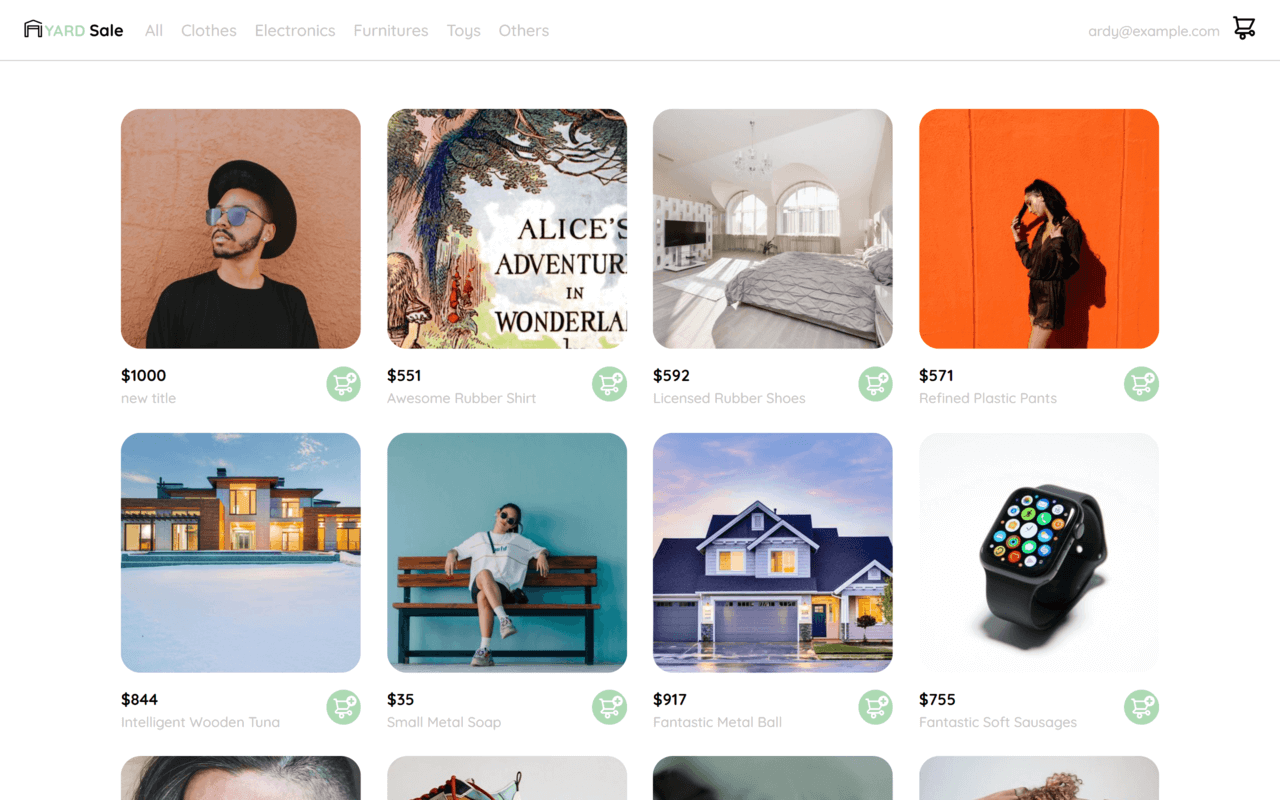 YARD Sale
All
Clothes
Electronics
Furnitures
Toys
Others
ardy@example.com
ALICE'S
ADVENTUR
IN
WONDERLA
$1000
new title
$551
Awesome Rubber Shirt
$592
Licensed Rubber Shoes
$571
Refined Plastic Pants
$844
Intelligent Wooden Tuna
$35
Small Metal Soap
$917
Fantastic Metal Ball
$755
Fantastic Soft Sausages